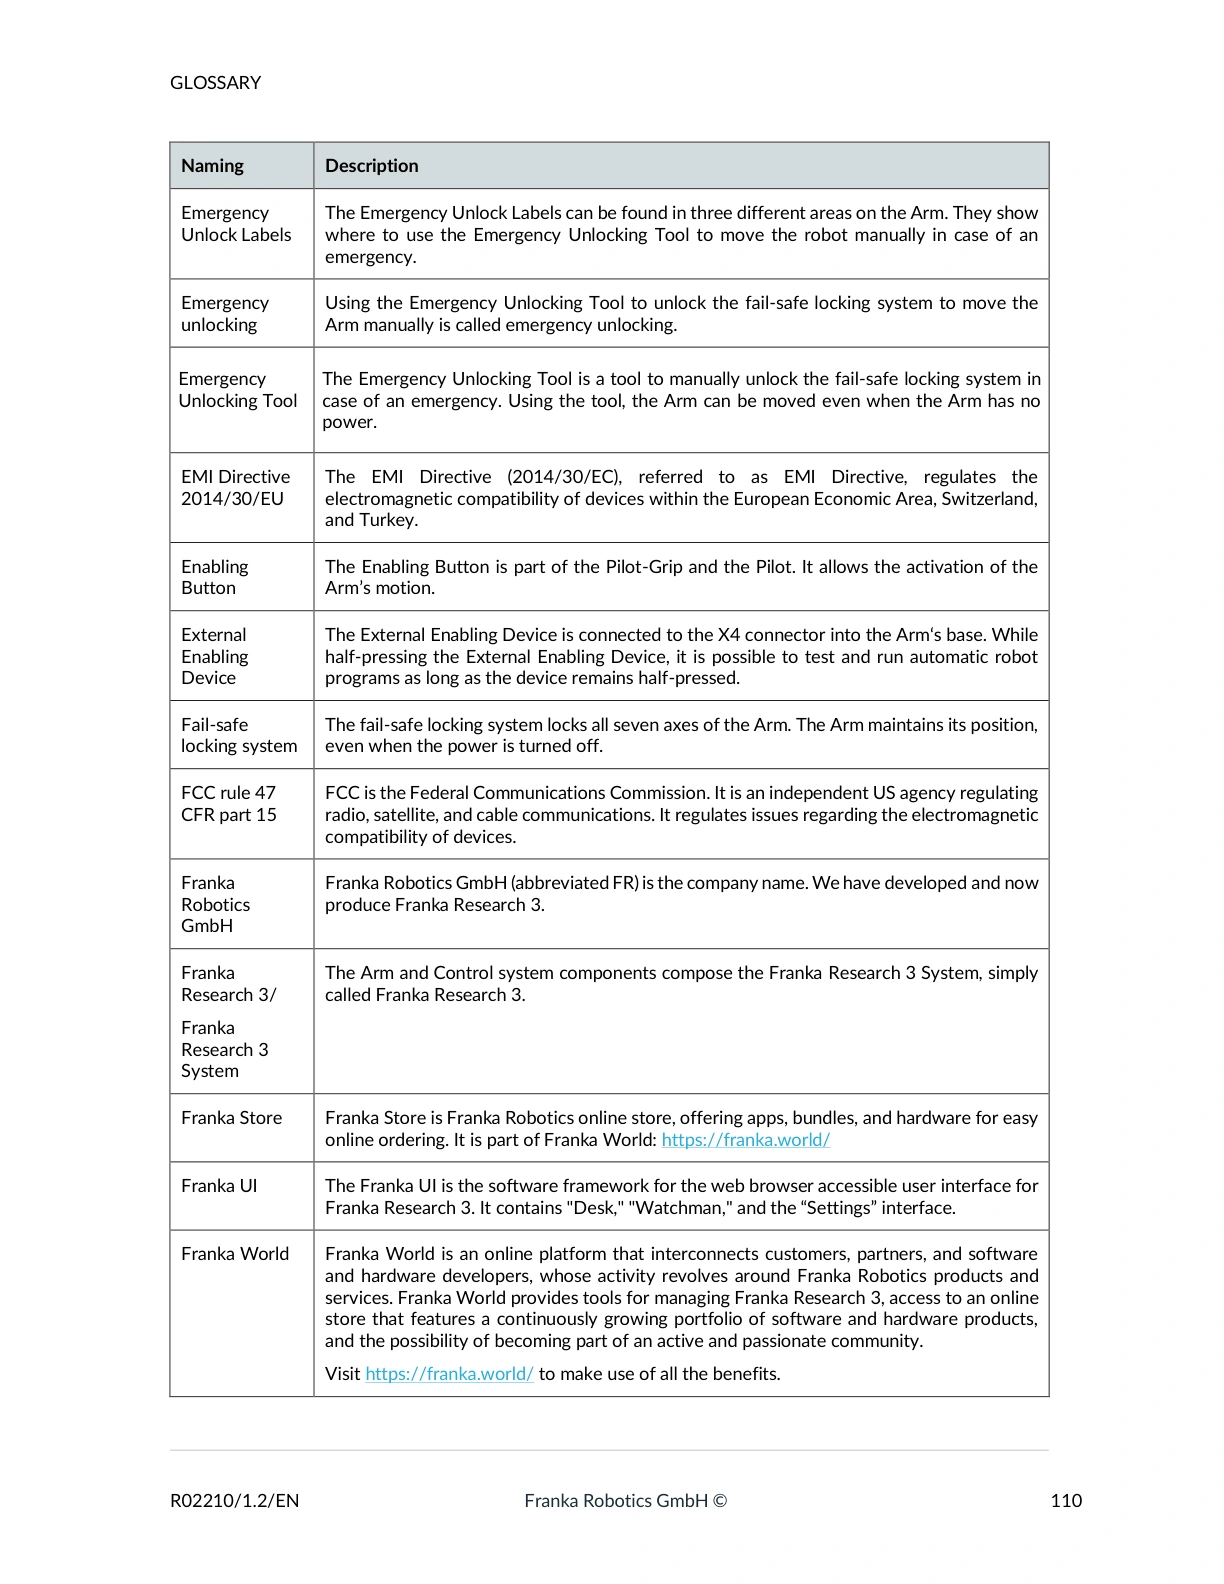 GLOSSARY
Naming
Description
Emergency
Unlock Labels
The Emergency Unlock Labels can be found in three different areas on the Arm. They show
where to use the Emergency Unlocking Tool to move the robot manually in case of an
emergency.
Emergency
unlocking
Using the Emergency Unlocking Tool to unlock the fail-safe locking system to move the
Arm manually is called emergency unlocking.
Emergency
Unlocking Tool
The Emergency Unlocking Tool is a tool to manually unlock the fail-safe locking system in
case of an emergency. Using the tool, the Arm can be moved even when the Arm has no
power.
EMI Directive
2014/30/EU
The EMI Directive (2014/30/EC), referred to as EMI Directive, regulates the
electromagnetic compatibility of devices within the European Economic Area, Switzerland,
and Turkey.
Enabling
Button
The Enabling Button is part of the Pilot-Grip and the Pilot. It allows the activation of the
Arm’s motion.
External
Enabling
Device
The External Enabling Device is connected to the X4 connector into the Arm‘s base. While
half-pressing the External Enabling Device, it is possible to test and run automatic robot
programs as long as the device remains half-pressed.
Fail-safe
locking system
The fail-safe locking system locks all seven axes of the Arm. The Arm maintains its position,
even when the power is turned off.
FCC rule 47
CFR part 15
FCC is the Federal Communications Commission. It is an independent US agency regulating
radio, satellite, and cable communications. It regulates issues regarding the electromagnetic
compatibility of devices.
Franka
Robotics
GmbH
Franka Robotics GmbH (abbreviated FR) is the company name. We have developed and now
produce Franka Research 3.
Franka
Research 3/
Franka
Research 3
System
The Arm and Control system components compose the Franka Research 3 System, simply
called Franka Research 3.
Franka Store
Franka Store is Franka Robotics online store, offering apps, bundles, and hardware for easy
online ordering. It is part of Franka World: https://franka.world/
Franka UI
The Franka UI is the software framework for the web browser accessible user interface for
Franka Research 3. It contains "Desk," "Watchman," and the “Settings” interface.
Franka World
Franka World is an online platform that interconnects customers, partners, and software
and hardware developers, whose activity revolves around Franka Robotics products and
services. Franka World provides tools for managing Franka Research 3, access to an online
store that features a continuously growing portfolio of software and hardware products,
and the possibility of becoming part of an active and passionate community.
Visit https://franka.world/ to make use of all the benefits.
R02210/1.2/EN
Franka Robotics GmbH ©
110